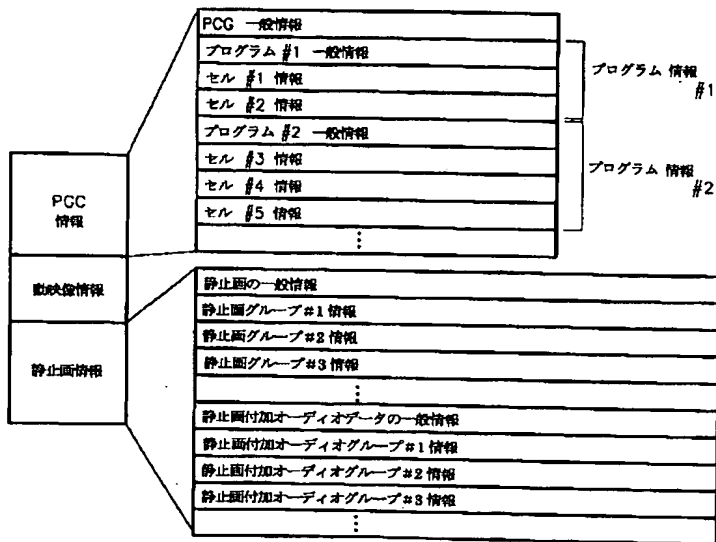 PCG 一般情報
プログラム #1 一般情報
セル #1 情報
セル #2 情報
プログラム #2 一般情報
セル #3 情報
セル #4 情報
セル #5 情報
プログラム 情報
#1
プログラム 情報
#2
PGC
情報
動映像情報
静止画情報
静止画の一般情報
静止画グループ#1 情報
静止画グループ#2 情報
静止画グループ#3 情報
静止画付加オーディオデータの一般情報
静止画付加オーディオグループ#1 情報
静止画付加オーディオグループ#2 情報
静止画付加オーディオグループ#3 情報